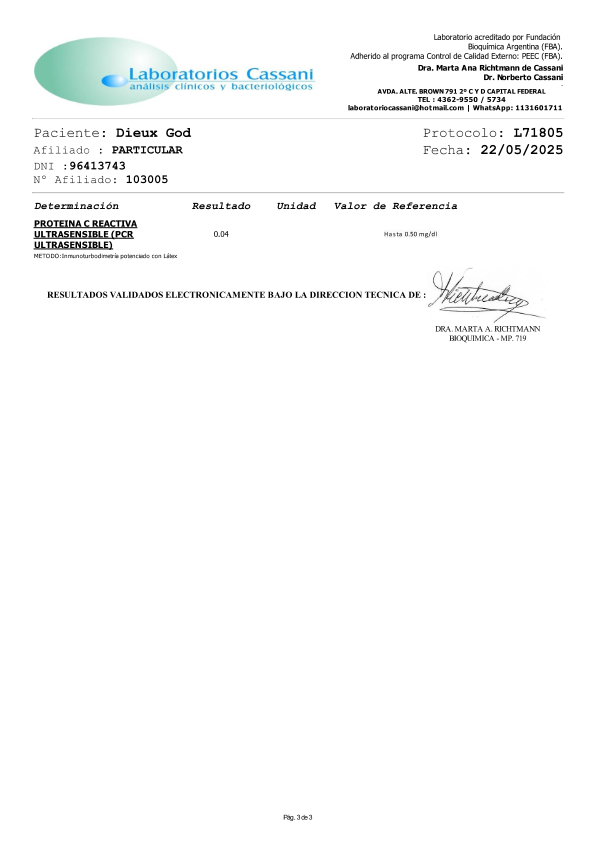 Laboratorio acreditado por Fundación
Bioquímica Argentina (FBA).
Adherido al programa Control de Calidad Externo: PEEC (FBA).
Dra. Marta Ana Richtmann de Cassani
Dr. Norberto Cassani
Laboratorios Cassani
análisis clínicos y bacteriológicos
AVDA. ALTE. BROWN 791 2º C Y D CAPITAL FEDERAL
TEL : 4362-9550 / 5734
laboratoriocassani@hotmail.com | WhatsApp: 1131601711
Paciente: Dieux God
Protocolo: L71805
Afiliado : PARTICULAR
Fecha: 22/05/2025
DNI :96413743
Nº Afiliado: 103005
Determinación Resultado Unidad Valor de Referencia
PROTEINA C REACTIVA
ULTRASENSIBLE (PCR
ULTRASENSIBLE)
0.04 Hasta 0.50 mg/dl
METODO:Inmunoturbodimetría potenciado con Látex
RESULTADOS VALIDADOS ELECTRONICAMENTE BAJO LA DIRECCION TECNICA DE :
DRA. MARTA A. RICHTMANN
BIOQUIMICA - MP. 719
Pág. 3 de 3